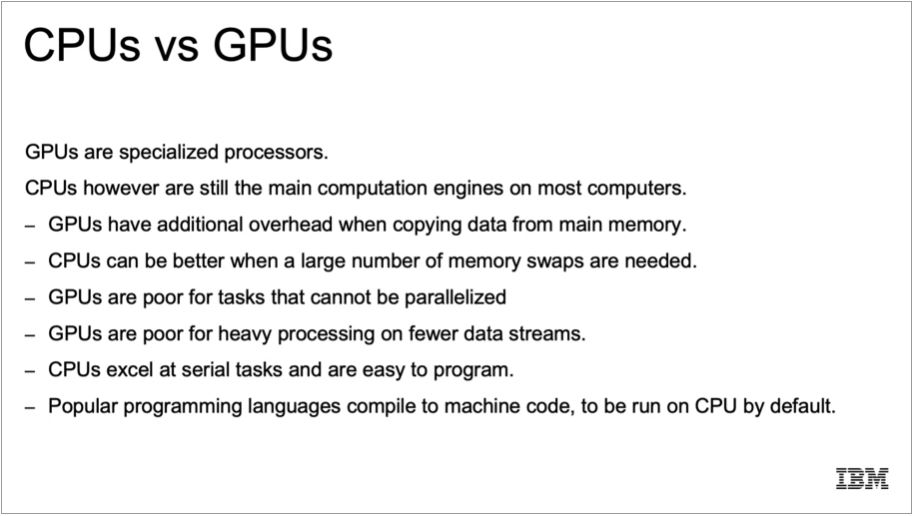 CPUs vs GPUs
GPUs are specialized processors.
CPUs however are still the main computation engines on most computers.
– GPUs have additional overhead when copying data from main memory.
– CPUs can be better when a large number of memory swaps are needed.
– GPUs are poor for tasks that cannot be parallelized
– GPUs are poor for heavy processing on fewer data streams.
– CPUs excel at serial tasks and are easy to program.
– Popular programming languages compile to machine code, to be run on CPU by default.
IBM